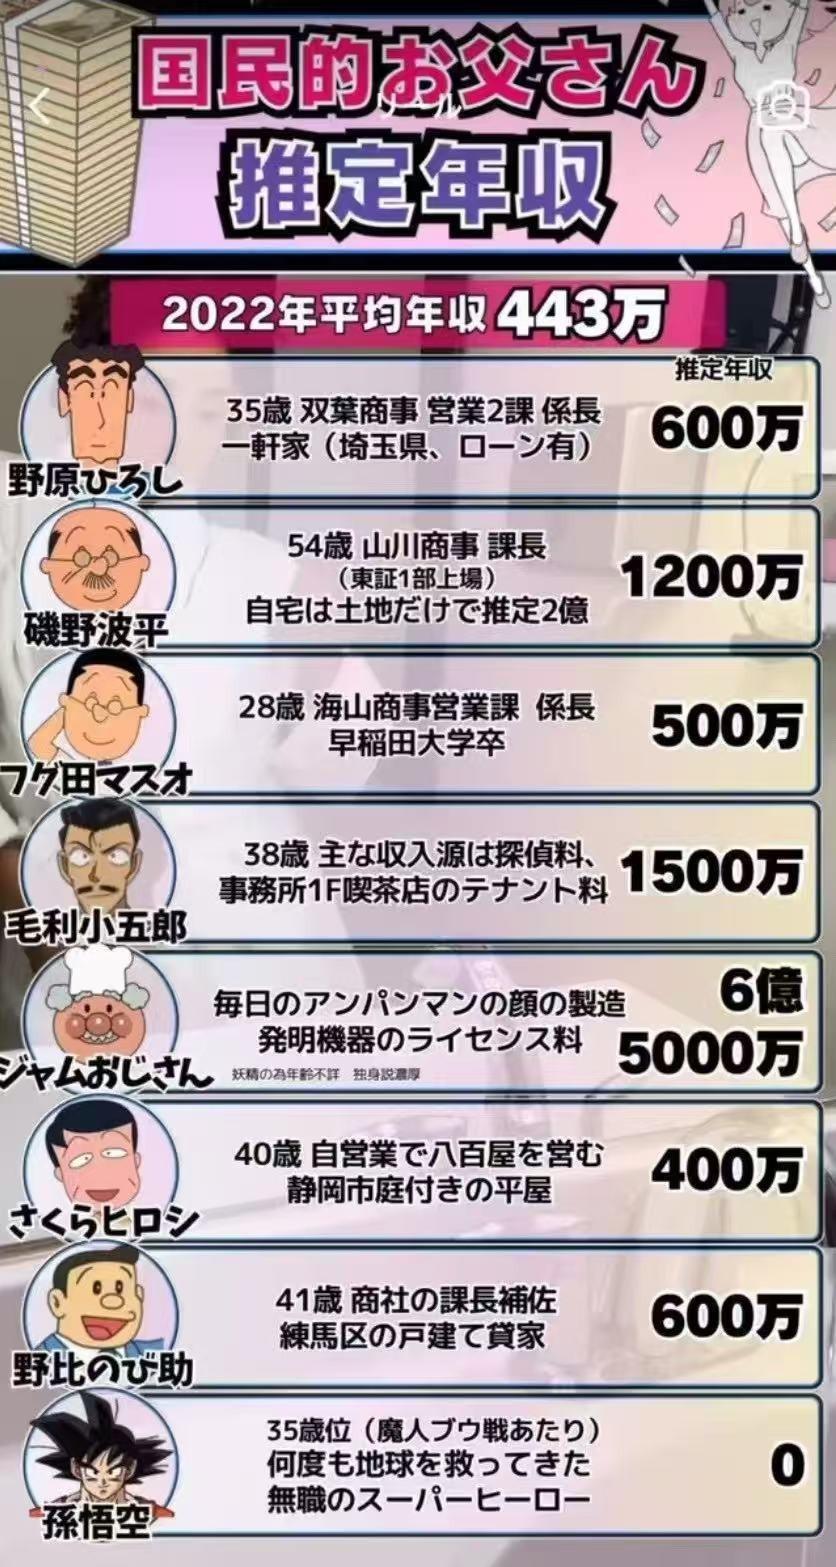 国民的お父さん
リール
推定年収
2022年平均年収 443万
推定年収
35歳 双葉商事 営業2課 係長
一軒家（埼玉県、ローン有）
600万
野原ひろし
54歳 山川商事 課長
（東証1部上場）
自宅は土地だけで推定2億
1200万
磯野波平
28歳 海山商事営業課 係長
早稲田大学卒
500万
フグ田マスオ
38歳 主な収入源は探偵料、
事務所1F喫茶店のテナント料
1500万
毛利小五郎
毎日のアンパンマンの顔の製造
発明機器のライセンス料
妖精の為年齢不詳 独身説濃厚
6億
5000万
ジャムおじさん
40歳 自営業で八百屋を営む
静岡市庭付きの平屋
400万
さくらヒロシ
41歳 商社の課長補佐
練馬区の戸建て貸家
600万
野比のび助
35歳位（魔人ブウ戦あたり）
何度も地球を救ってきた
無職のスーパーヒーロー
0
孫悟空